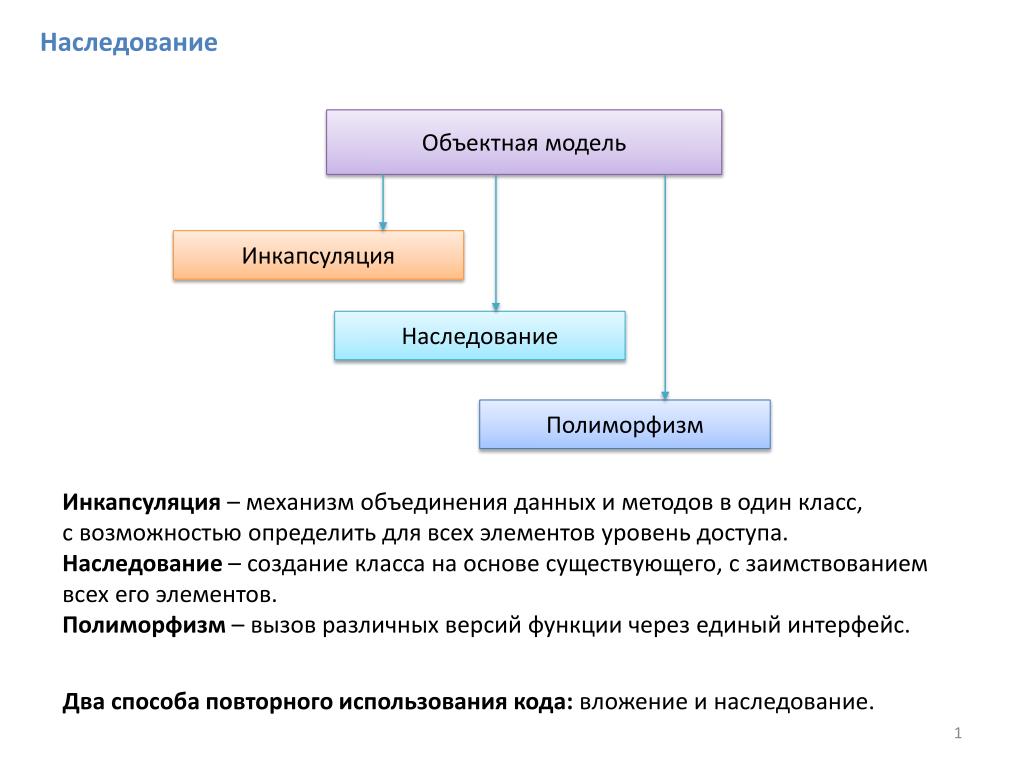 Наследование
Объектная модель
Инкапсуляция
Наследование
Полиморфизм
Инкапсуляция – механизм объединения данных и методов в один класс,
с возможностью определить для всех элементов уровень доступа.
Наследование – создание класса на основе существующего, с заимствованием
всех его элементов.
Полиморфизм – вызов различных версий функции через единый интерфейс.
Два способа повторного использования кода: вложение и наследование.
1